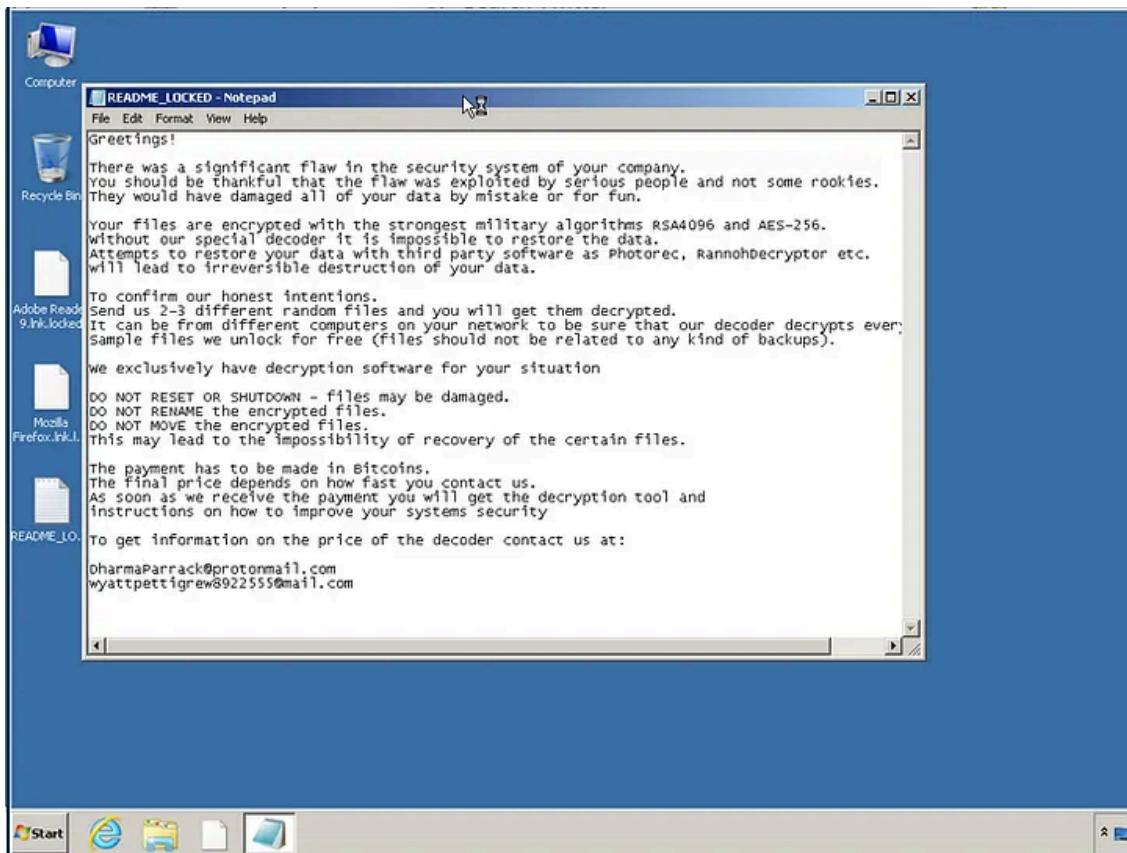 Computer
Recycle Bin
Adobe Reade
9.lnk.locked
Mozilla
Firefox.lnk.l..
README_LO..
README_LOCKED - Notepad
File Edit Format View Help
Greetings!
There was a significant flaw in the security system of your company.
You should be thankful that the flaw was exploited by serious people and not some rookies.
They would have damaged all of your data by mistake or for fun.
Your files are encrypted with the strongest military algorithms RSA4096 and AES-256.
Without our special decoder it is impossible to restore the data.
Attempts to restore your data with third party software as Photorec, RannohDecryptor etc.
will lead to irreversible destruction of your data.
To confirm our honest intentions.
Send us 2-3 different random files and you will get them decrypted.
It can be from different computers on your network to be sure that our decoder decrypts every
Sample files we unlock for free (files should not be related to any kind of backups).
We exclusively have decryption software for your situation
DO NOT RESET OR SHUTDOWN – files may be damaged.
DO NOT RENAME the encrypted files.
DO NOT MOVE the encrypted files.
This may lead to the impossibility of recovery of the certain files.
The payment has to be made in Bitcoins.
The final price depends on how fast you contact us.
As soon as we receive the payment you will get the decryption tool and
instructions on how to improve your systems security
To get information on the price of the decoder contact us at:
DharmaParrack@protonmail.com
wyattpettigrew8922555@mail.com
Start